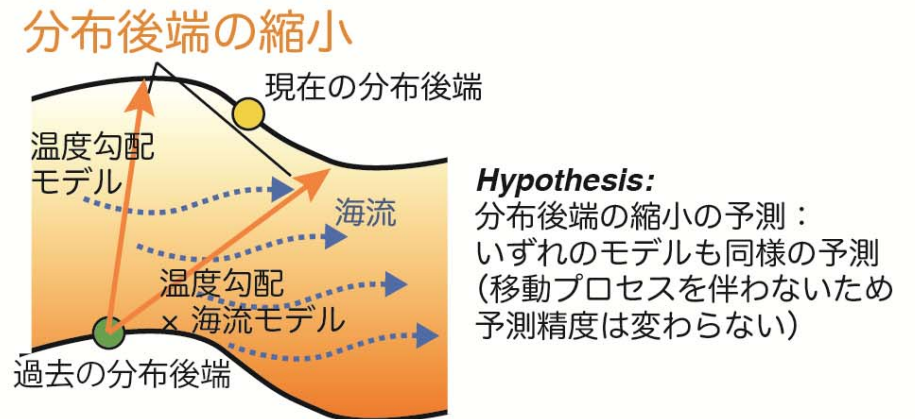 分布後端の縮小
現在の分布後端
温度勾配
モデル
海流
温度勾配
× 海流モデル
過去の分布後端
Hypothesis:
分布後端の縮小の予測：
いずれのモデルも同様の予測
（移動プロセスを伴わないため
予測精度は変わらない）